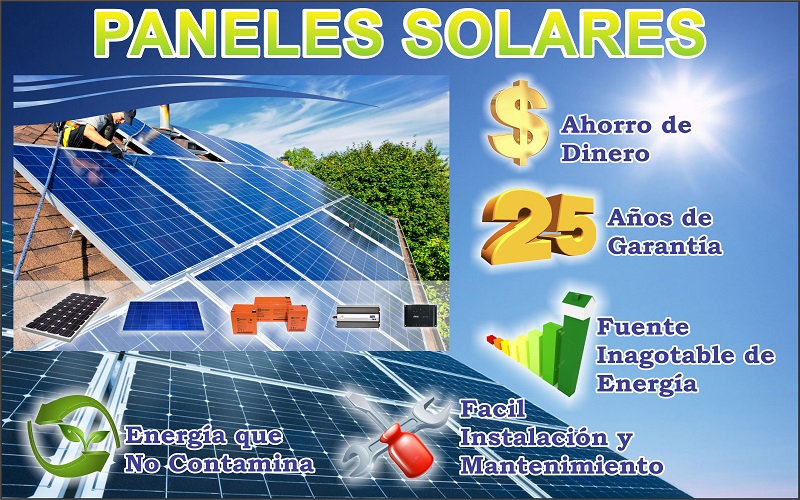 PANELES SOLARES
$
Ahorro de
Dinero
25
Años de
Garantía
Fuente
Inagotable de
Energía
Energía que
No Contamina
Facil
Instalación y
Mantenimiento